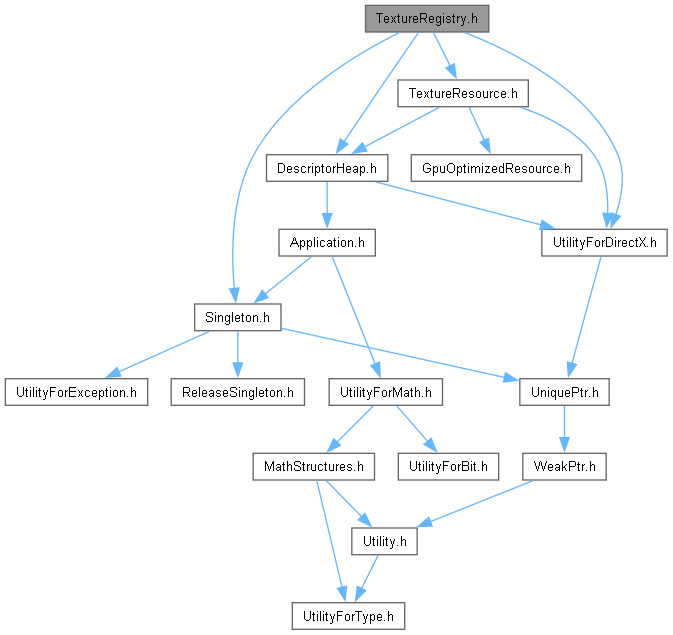 TextureRegistry.h
TextureResource.h
DescriptorHeap.h
GpuOptimizedResource.h
Application.h
UtilityForDirectX.h
Singleton.h
UtilityForException.h
ReleaseSingleton.h
UtilityForMath.h
UniquePtr.h
MathStructures.h
UtilityForBit.h
WeakPtr.h
Utility.h
UtilityForType.h